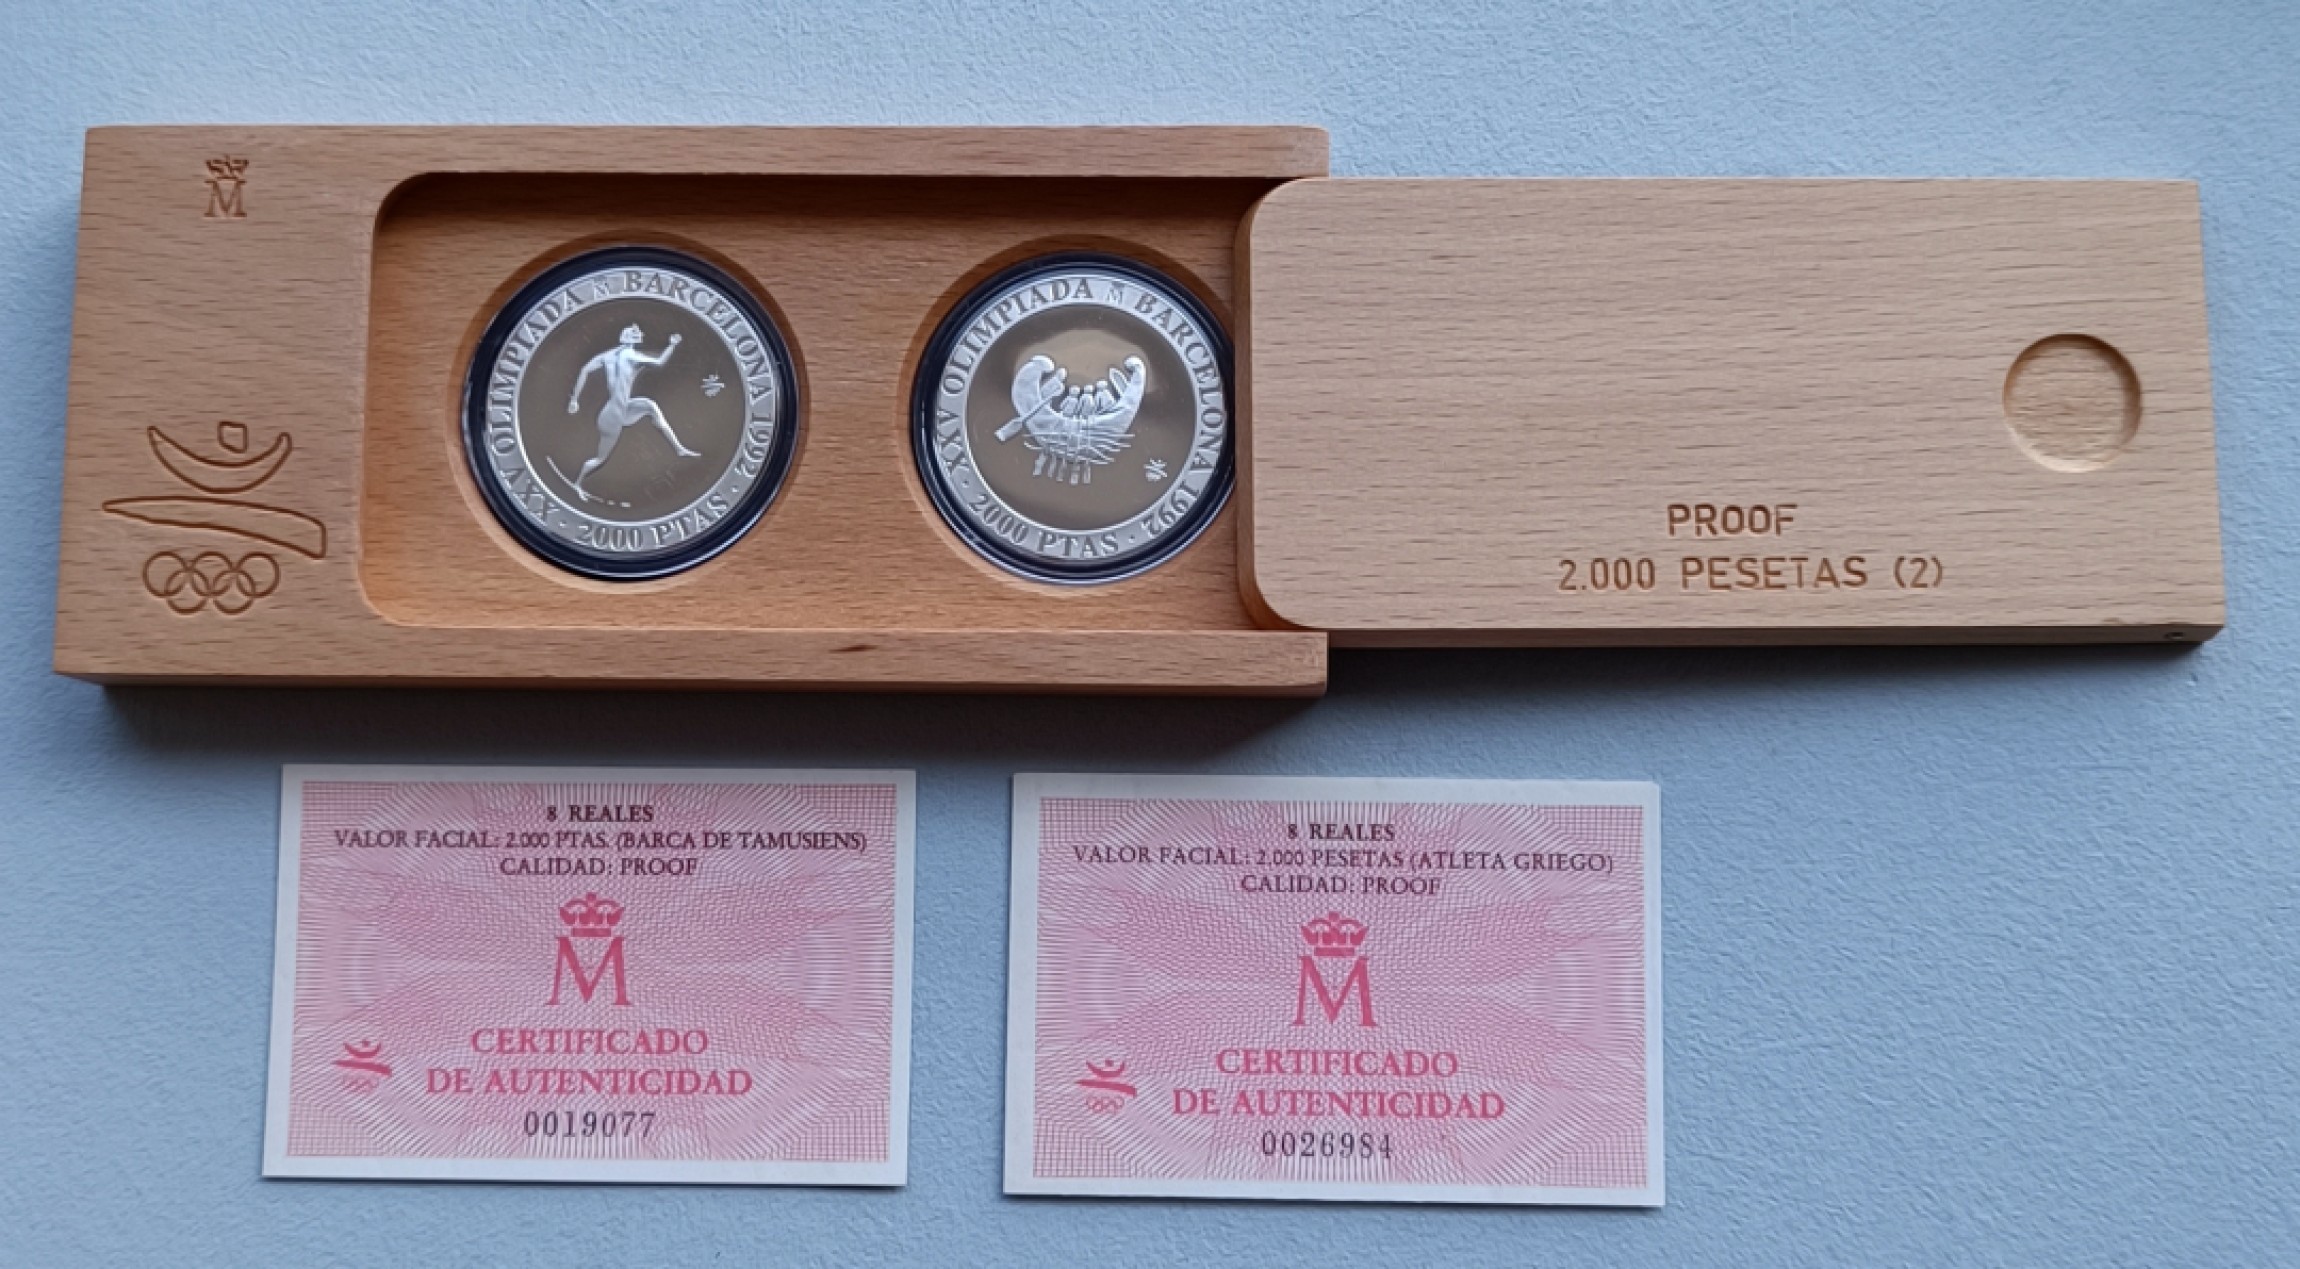 M
XXV OLIMPIADA M BARCELONA 1992 · 2000 PTAS ·
XXV OLIMPIADA M BARCELONA 1992 · 2000 PTAS ·
PROOF
2.000 PESETAS (2)
8 REALES
VALOR FACIAL: 2.000 PTAS. (BARCA DE TAMUSIENS)
CALIDAD: PROOF
M
CERTIFICADO
DE AUTENTICIDAD
0019077
8 REALES
VALOR FACIAL: 2.000 PESETAS (ATLETA GRIEGO)
CALIDAD: PROOF
M
CERTIFICADO
DE AUTENTICIDAD
0026984